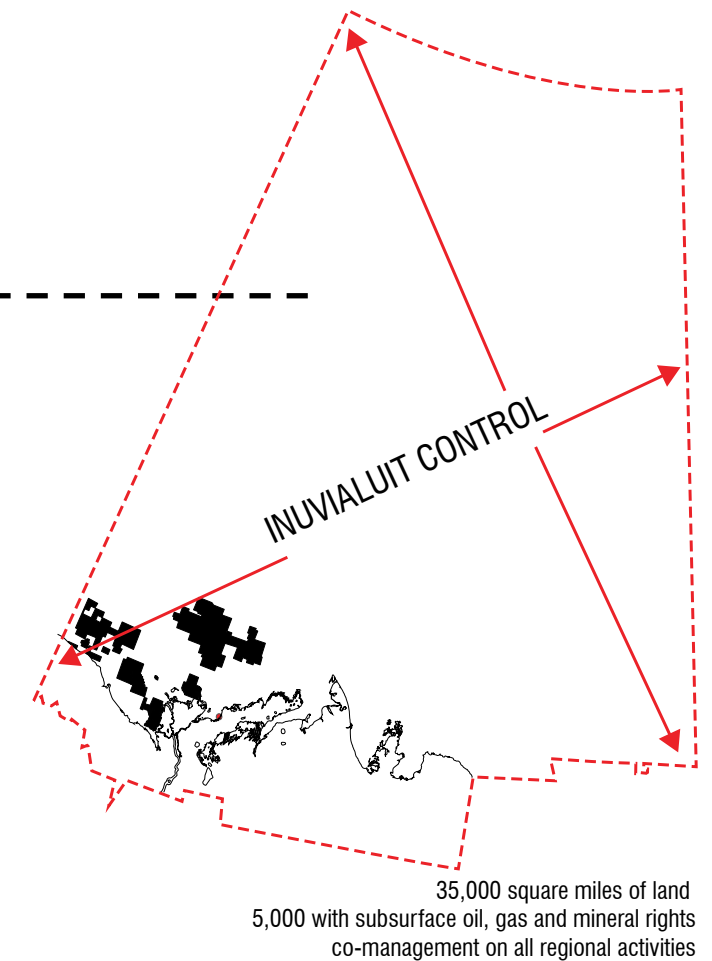 INUVIALUIT CONTROL
35,000 square miles of land
5,000 with subsurface oil, gas and mineral rights
co-management on all regional activities